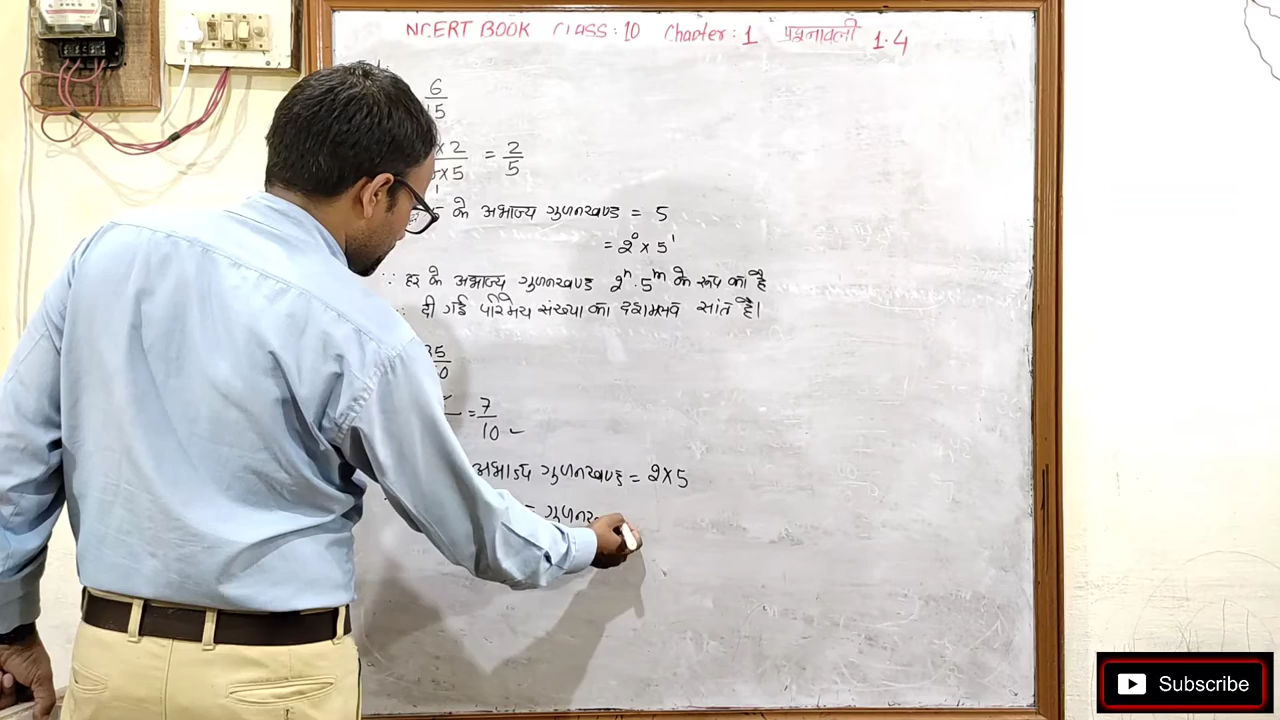 NCERT BOOK CLASS: 10 Chapter: 1 प्रश्नावली 1.4
6
15
× 2 = 2
× 5 5
के अभाज्य गुणनखण्ड = 5
= 2⁰ × 5¹
∵ हर के अभाज्य गुणनखण्ड 2ⁿ · 5ᵐ के रूप का है
दी गई परिमेय संख्या का दशमलव सांत है।
35
= 7
10
अभाज्य गुणनखण्ड = 2×5
Subscribe